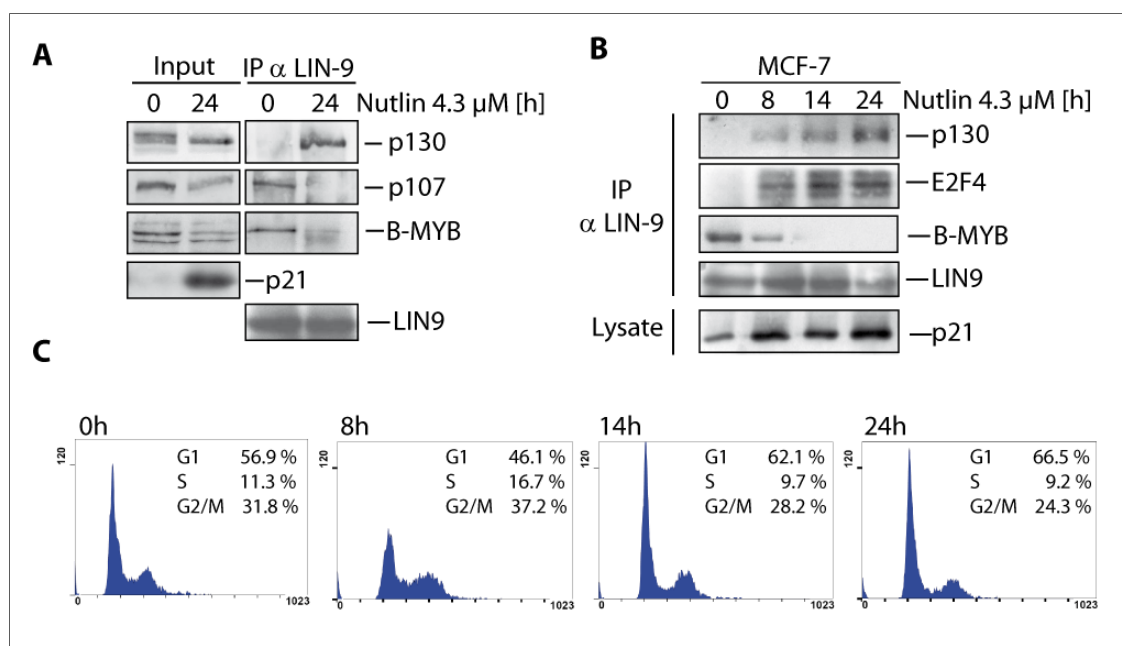 A
Input
IP α LIN-9
0 24 0 24 Nutlin 4.3 µM [h]
p130
p107
B-MYB
p21
LIN9
B
MCF-7
0 8 14 24 Nutlin 4.3 µM [h]
IP
α LIN-9
p130
E2F4
B-MYB
LIN9
Lysate
p21
C
0h
120
G1 56.9 %
S 11.3 %
G2/M 31.8 %
0 1023
8h
120
G1 46.1 %
S 16.7 %
G2/M 37.2 %
0 1023
14h
120
G1 62.1 %
S 9.7 %
G2/M 28.2 %
0 1023
24h
120
G1 66.5 %
S 9.2 %
G2/M 24.3 %
0 1023